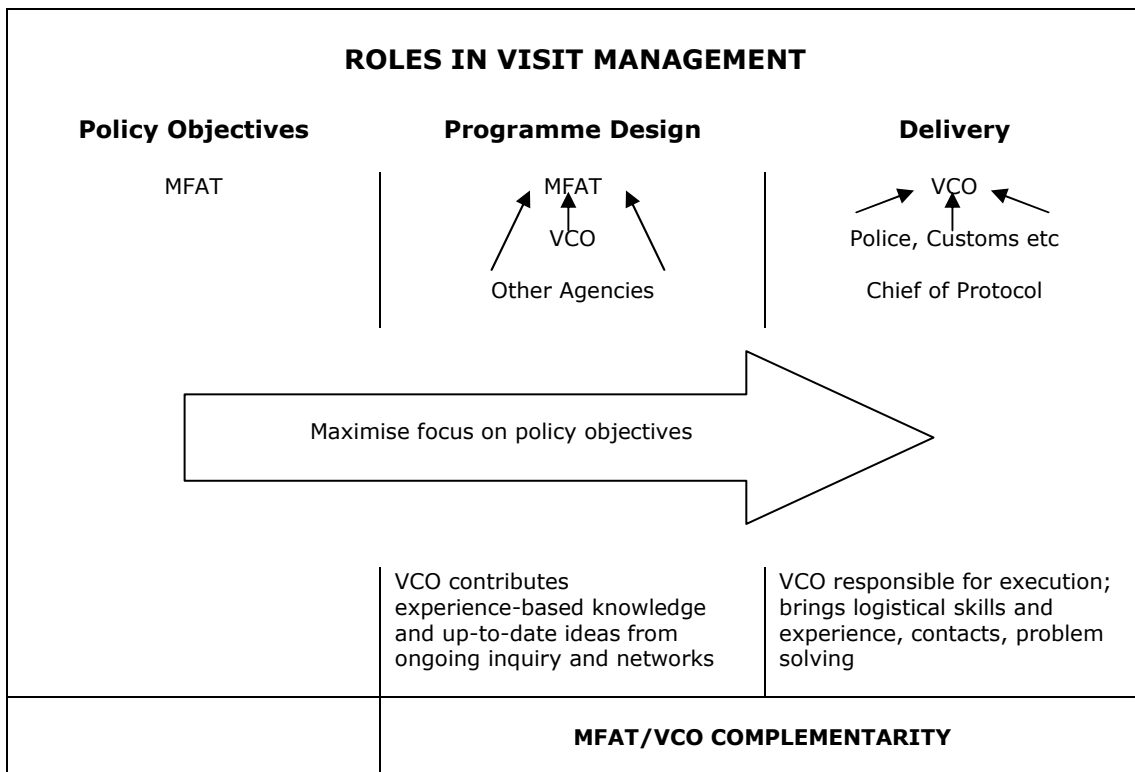 ROLES IN VISIT MANAGEMENT
Policy Objectives
MFAT
Programme Design
MFAT
VCO
Other Agencies
Delivery
VCO
Police, Customs etc
Chief of Protocol
Maximise focus on policy objectives
VCO contributes
experience-based knowledge
and up-to-date ideas from
ongoing inquiry and networks
VCO responsible for execution;
brings logistical skills and
experience, contacts, problem
solving
MFAT/VCO COMPLEMENTARITY